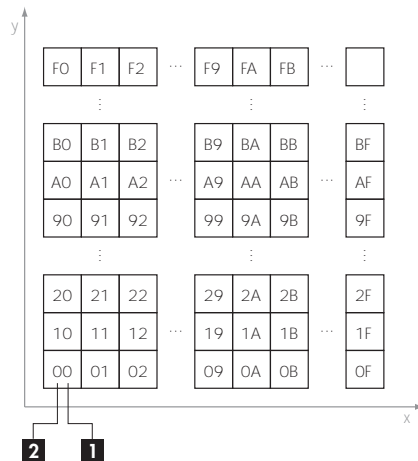 y
F0 F1 F2 ... F9 FA FB ...
⋮ ⋮
B0 B1 B2 B9 BA BB BF
A0 A1 A2 ... A9 AA AB ... AF
90 91 92 99 9A 9B 9F
⋮ ⋮ ⋮
20 21 22 29 2A 2B 2F
10 11 12 ... 19 1A 1B ... 1F
00 01 02 09 0A 0B 0F
x
2 1